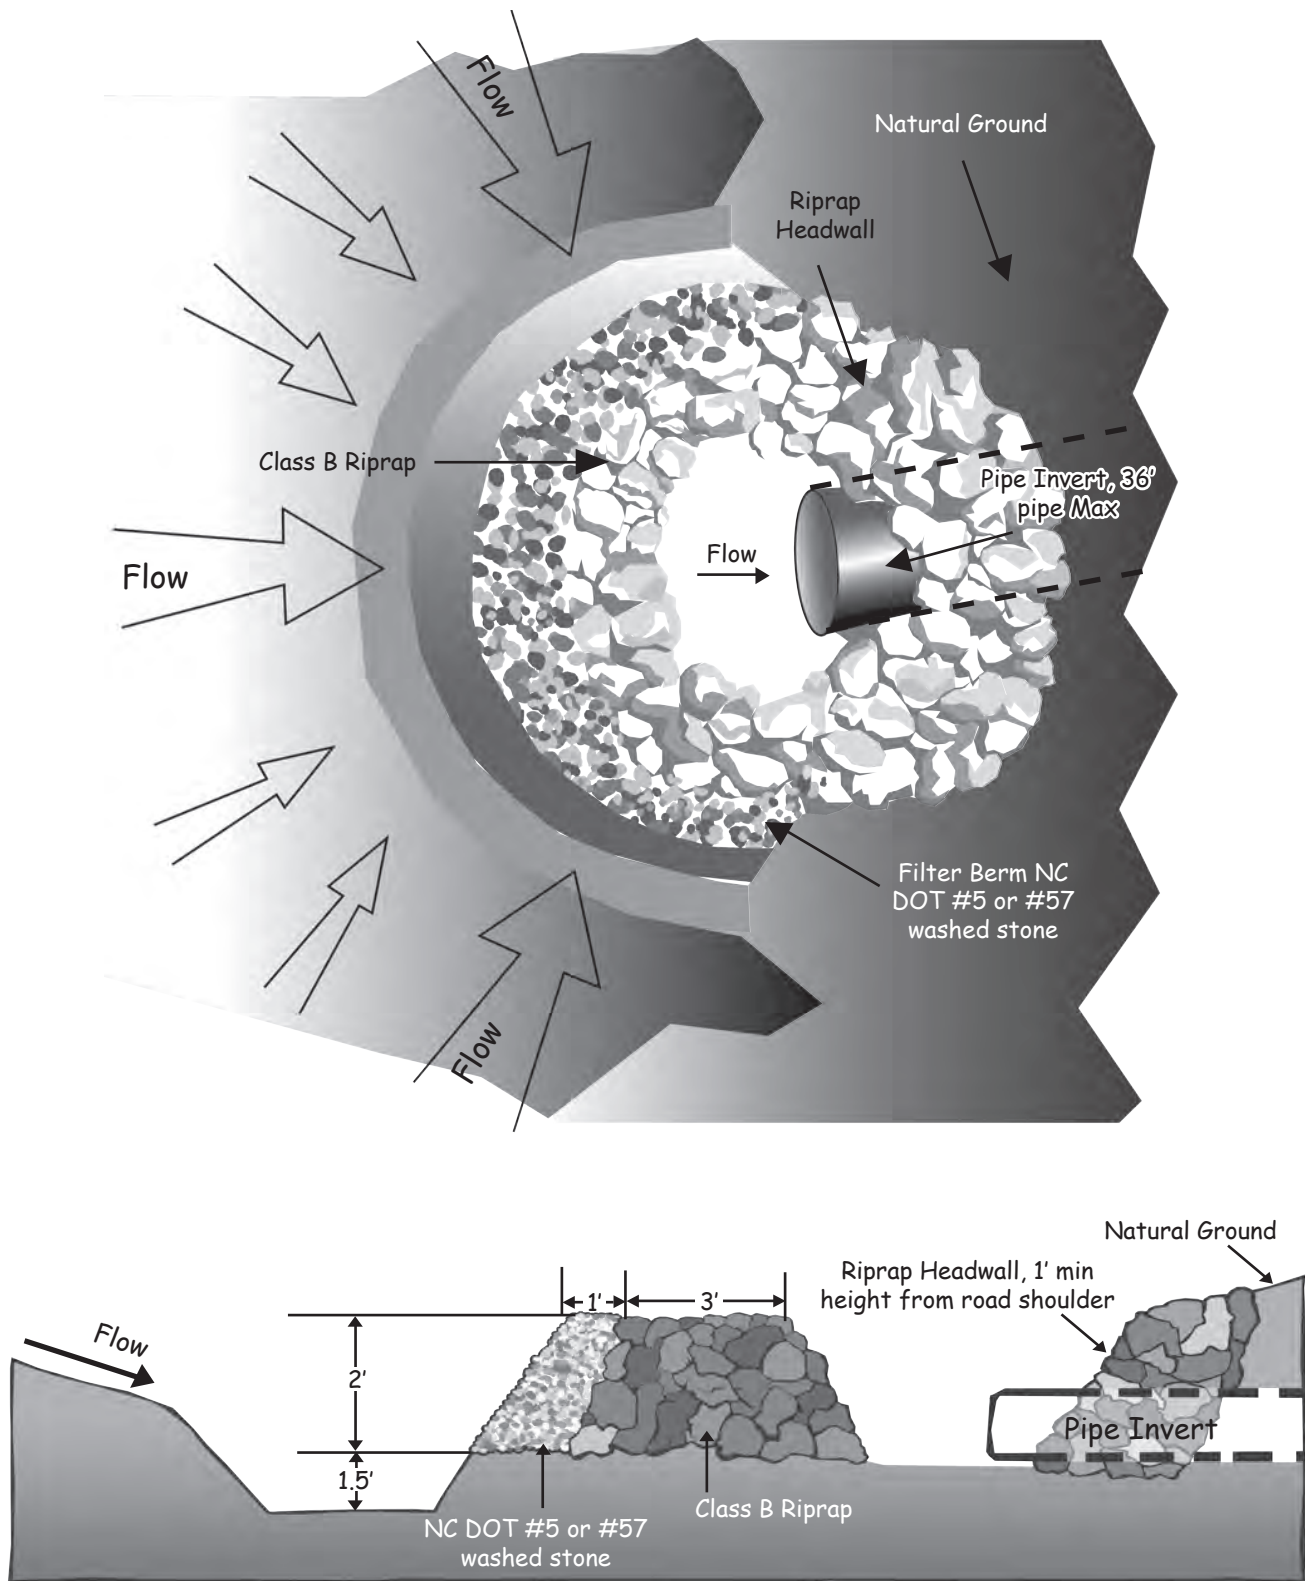 Flow
Natural Ground
Riprap
Headwall
Class B Riprap
Pipe Invert, 36'
pipe Max
Flow
Flow
Filter Berm NC
DOT #5 or #57
washed stone
Flow
Natural Ground
Riprap Headwall, 1' min
height from road shoulder
1'
3'
Flow
2'
Pipe Invert
1.5'
Class B Riprap
NC DOT #5 or #57
washed stone